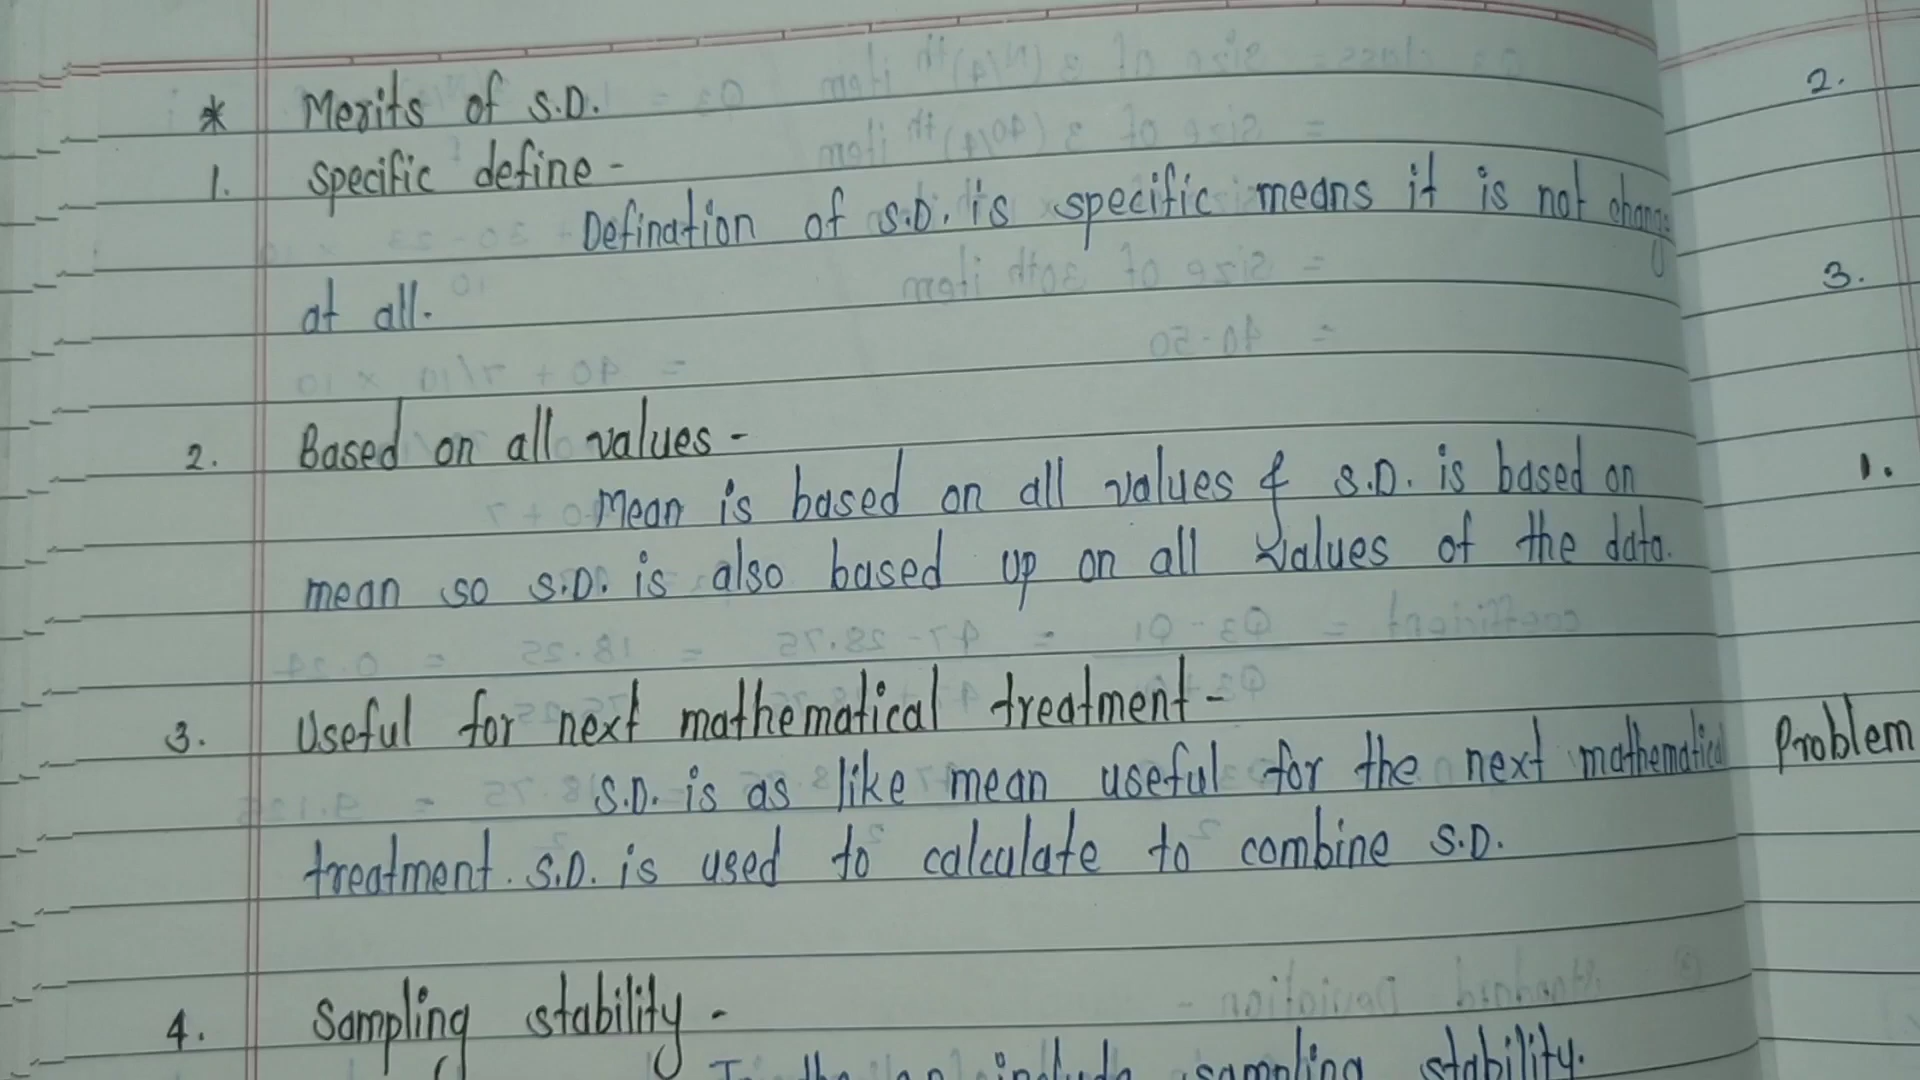 * Merits of S.D.
1. specific define -
Defination of S.D. is specific means it is not change
at all.
2. Based on all values -
Mean is based on all values & S.D. is based on
mean so S.D. is also based up on all values of the data.
3. Useful for next mathematical treatment -
S.D. is as like mean useful for the next mathematical
treatment. S.D. is used to calculate to combine S.D.
4. Sampling stability -
sampling stability.
2.
3.
1.
Problem